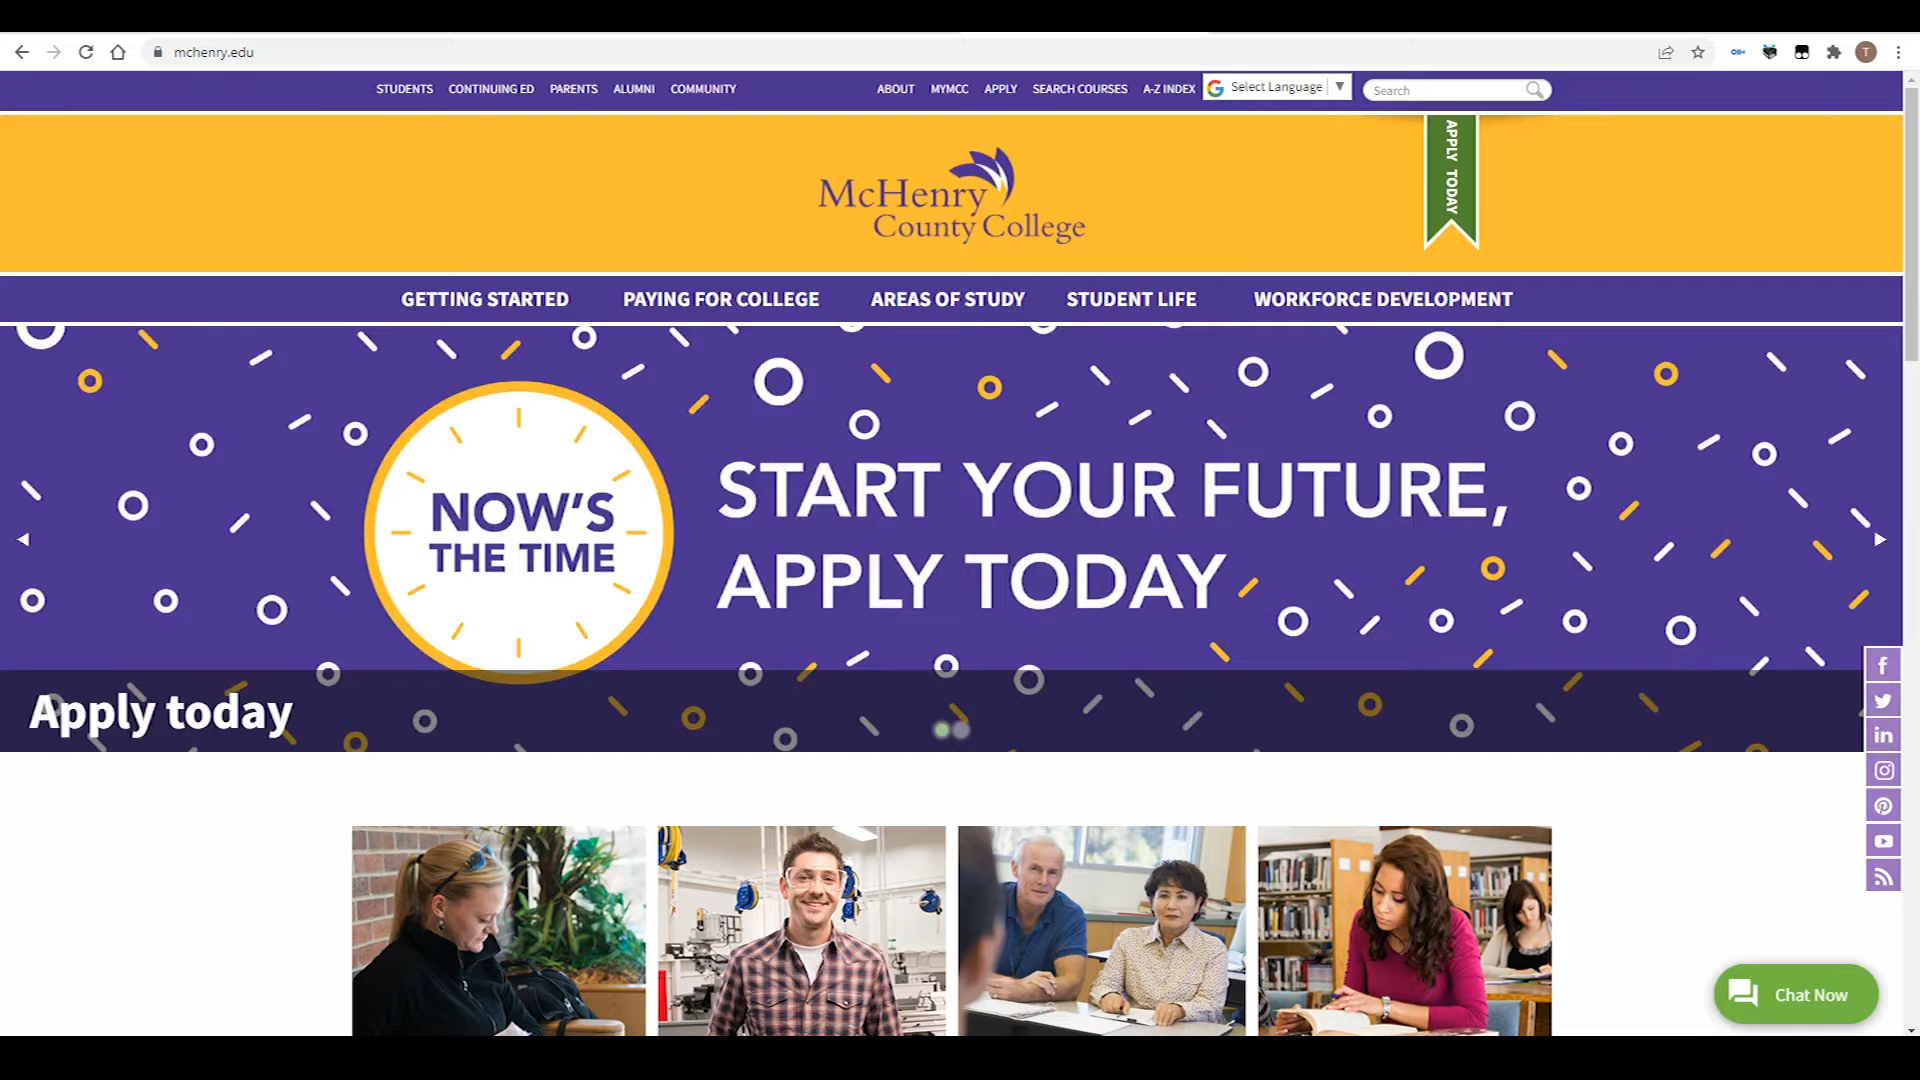 mchenry.edu
T
STUDENTS CONTINUING ED PARENTS ALUMNI COMMUNITY ABOUT MYMCC APPLY SEARCH COURSES A-Z INDEX Select Language ▼ Search
APPLY TODAY
McHenry
County College
GETTING STARTED PAYING FOR COLLEGE AREAS OF STUDY STUDENT LIFE WORKFORCE DEVELOPMENT
NOW'S
THE TIME
START YOUR FUTURE,
APPLY TODAY
Apply today
Chat Now